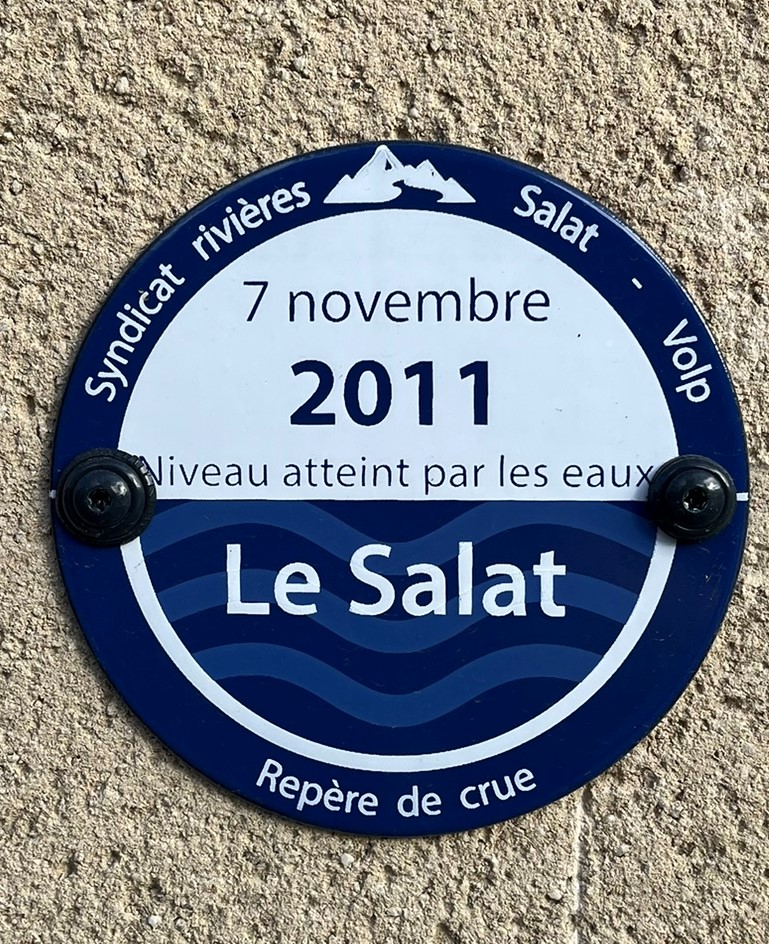 Syndicat rivières Salat - Volp
7 novembre
2011
Niveau atteint par les eaux
Le Salat
Repère de crue